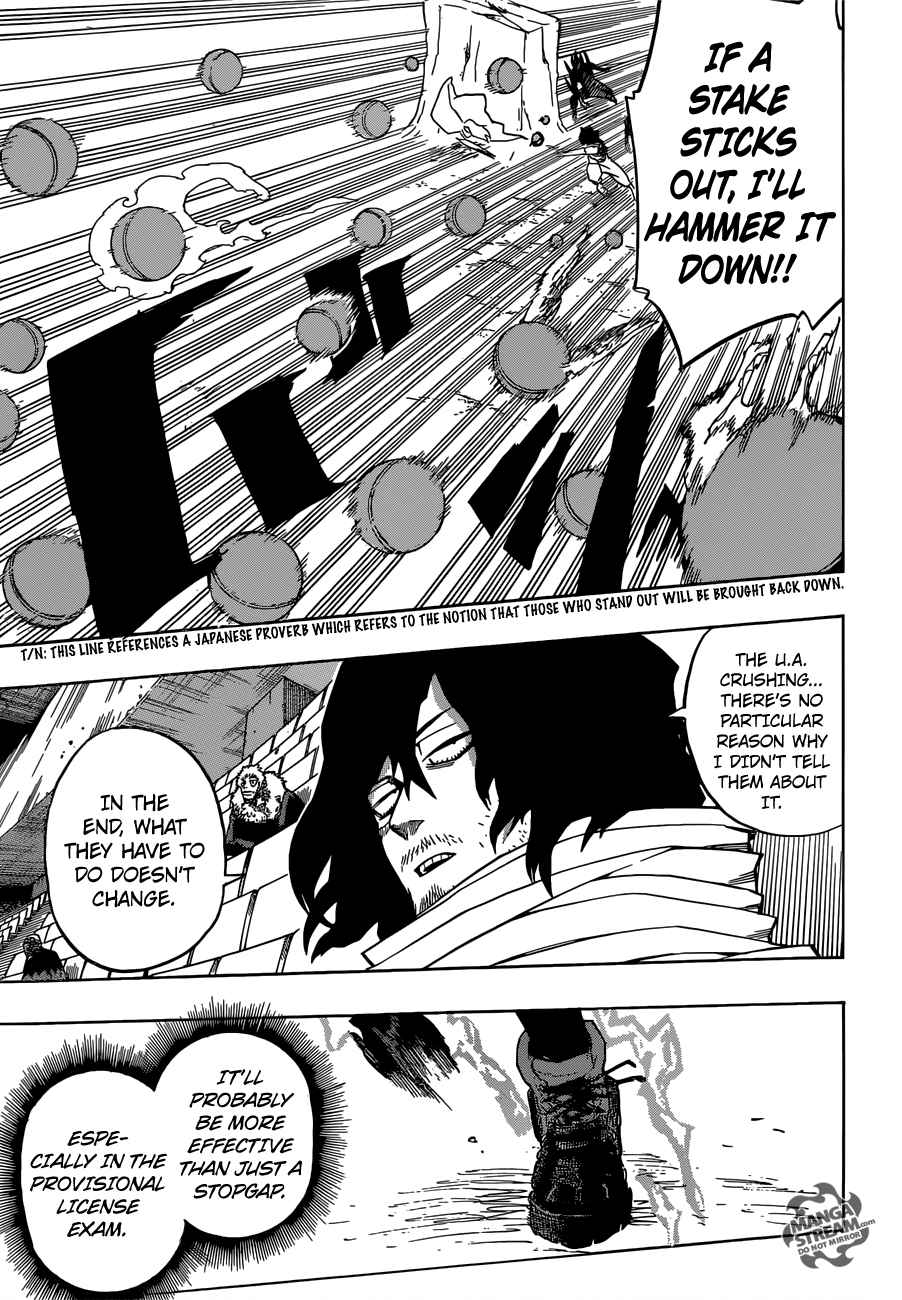 IF A
STAKE
STICKS
OUT, I'LL
HAMMER IT
DOWN!!
T/N: THIS LINE REFERENCES A JAPANESE PROVERB WHICH REFERS TO THE NOTION THAT THOSE WHO STAND OUT WILL BE BROUGHT BACK DOWN.
THE U.A.
CRUSHING...
THERE'S NO
PARTICULAR
REASON WHY
I DIDN'T TELL
THEM ABOUT
IT.
IN THE
END, WHAT
THEY HAVE TO
DO DOESN'T
CHANGE.
IT'LL
PROBABLY
BE MORE
EFFECTIVE
THAN JUST A
STOPGAP.
ESPE-
CIALLY IN THE
PROVISIONAL
LICENSE
EXAM.
MANGA
STREAM.com
DO NOT MIRROR